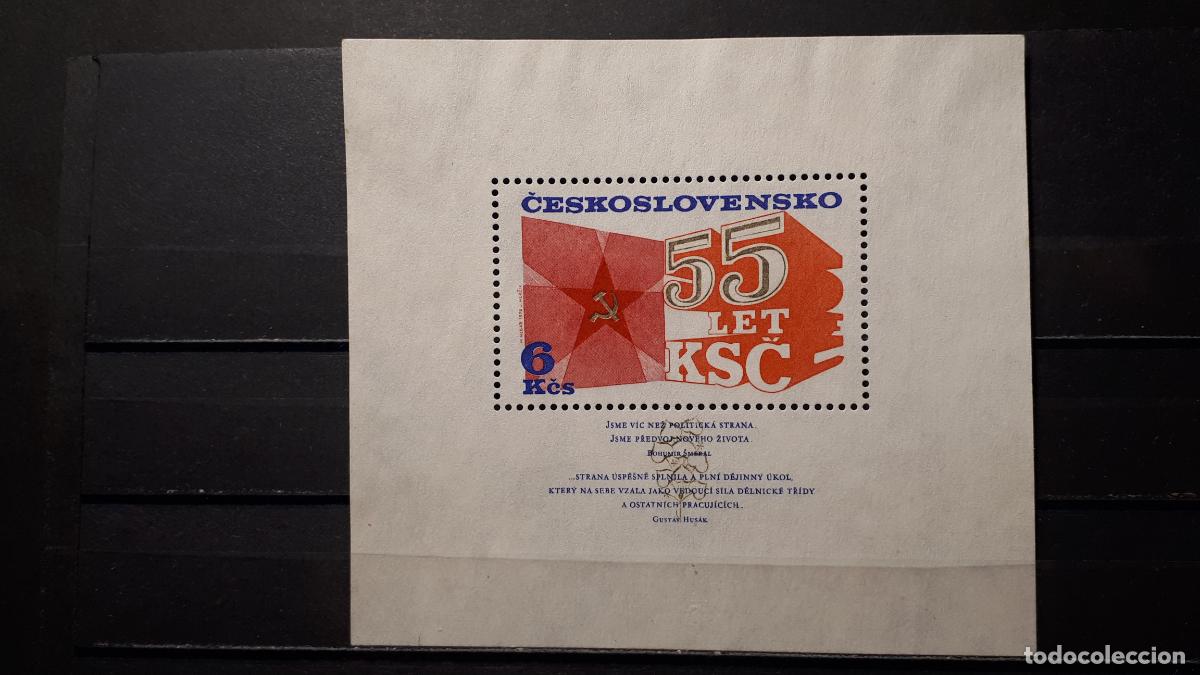 ČESKOSLOVENSKO
55
LET
KSČ
6
Kčs
JSME VÍC NEŽ POLITICKÁ STRANA.
JSME PŘEDVOJ NOVÉHO ŽIVOTA.
BOHUMÍR ŠMERAL
...STRANA ÚSPĚŠNĚ SPLNILA A PLNÍ DĚJINNÝ ÚKOL,
KTERÝ NA SEBE VZALA JAKO VEDOUCÍ SÍLA DĚLNICKÉ TŘÍDY
A OSTATNÍCH PRACUJÍCÍCH...
GUSTAV HUSÁK
todocoleccion